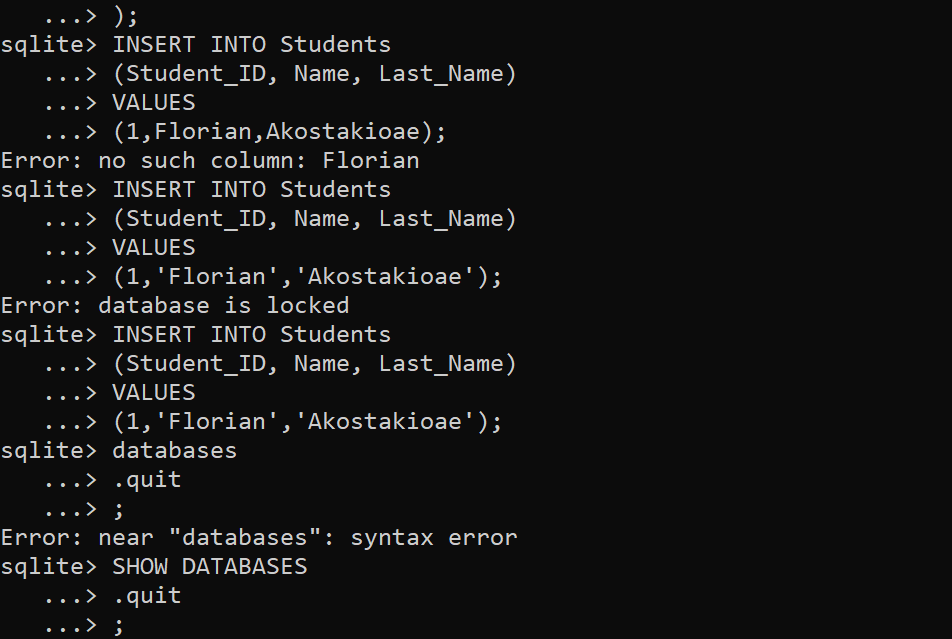 ...> );
sqlite> INSERT INTO Students
...> (Student_ID, Name, Last_Name)
...> VALUES
...> (1,Florian,Akostakioae);
Error: no such column: Florian
sqlite> INSERT INTO Students
...> (Student_ID, Name, Last_Name)
...> VALUES
...> (1,'Florian','Akostakioae');
Error: database is locked
sqlite> INSERT INTO Students
...> (Student_ID, Name, Last_Name)
...> VALUES
...> (1,'Florian','Akostakioae');
sqlite> databases
...> .quit
...> ;
Error: near "databases": syntax error
sqlite> SHOW DATABASES
...> .quit
...> ;